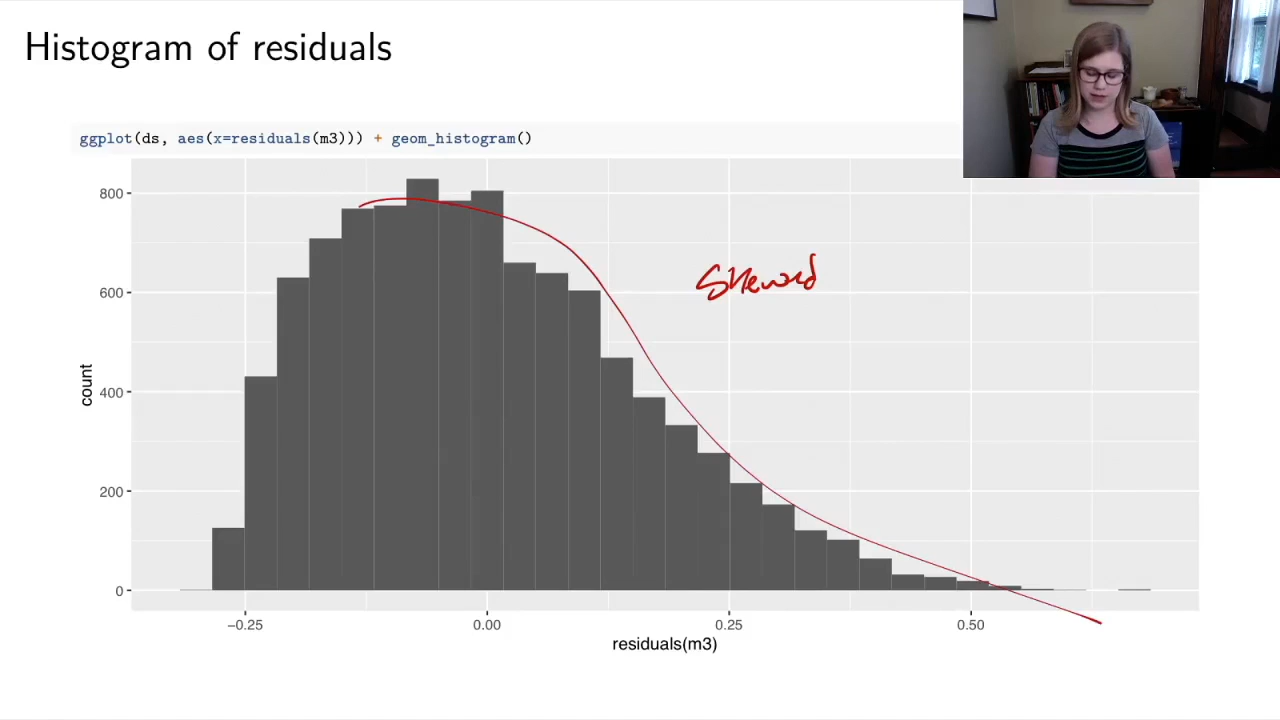 Histogram of residuals
ggplot(ds, aes(x=residuals(m3))) + geom_histogram()
800
600
400
200
0
count
Skewed
−0.25
0.00
0.25
0.50
residuals(m3)